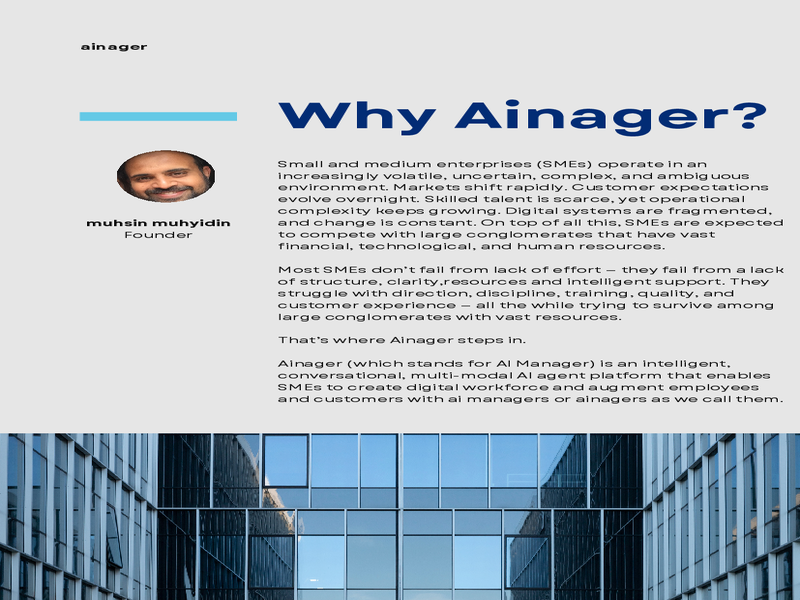 ainager
Why Ainager?
muhsin muhyidin
Founder
Small and medium enterprises (SMEs) operate in an
increasingly volatile, uncertain, complex, and ambiguous
environment. Markets shift rapidly. Customer expectations
evolve overnight. Skilled talent is scarce, yet operational
complexity keeps growing. Digital systems are fragmented,
and change is constant. On top of all this, SMEs are expected
to compete with large conglomerates that have vast
financial, technological, and human resources.
Most SMEs don't fail from lack of effort – they fail from a lack
of structure, clarity,resources and intelligent support. They
struggle with direction, discipline, training, quality, and
customer experience – all the while trying to survive among
large conglomerates with vast resources.
That's where Ainager steps in.
Ainager (which stands for AI Manager) is an intelligent,
conversational, multi-modal AI agent platform that enables
SMEs to create digital workforce and augment employees
and customers with ai managers or ainagers as we call them.